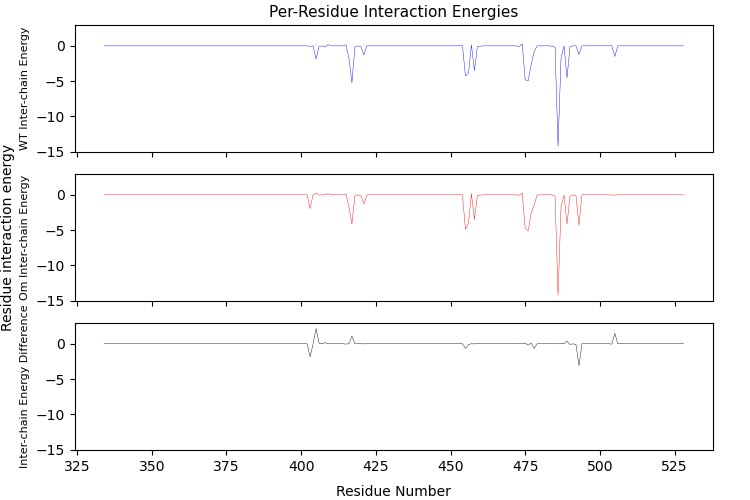 Per-Residue Interaction Energies
WT Inter-chain Energy
0
−5
−10
−15
Residue interaction energy
Om Inter-chain Energy
0
−5
−10
−15
Inter-chain Energy Difference
0
−5
−10
−15
325 350 375 400 425 450 475 500 525
Residue Number